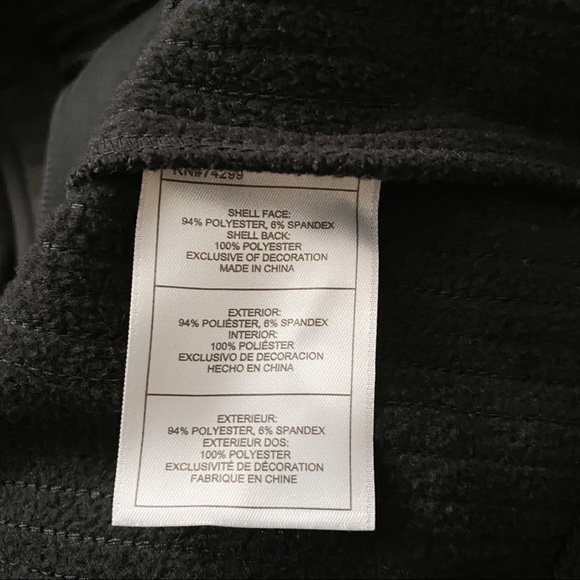 RN#74299
SHELL FACE:
94% POLYESTER, 6% SPANDEX
SHELL BACK:
100% POLYESTER
EXCLUSIVE OF DECORATION
MADE IN CHINA
EXTERIOR:
94% POLIÉSTER, 6% SPANDEX
INTERIOR:
100% POLIÉSTER
EXCLUSIVO DE DECORACION
HECHO EN CHINA
EXTERIEUR:
94% POLYESTER, 6% SPANDEX
EXTERIEUR DOS:
100% POLYESTER
EXCLUSIVITÉ DE DÉCORATION
FABRIQUE EN CHINE